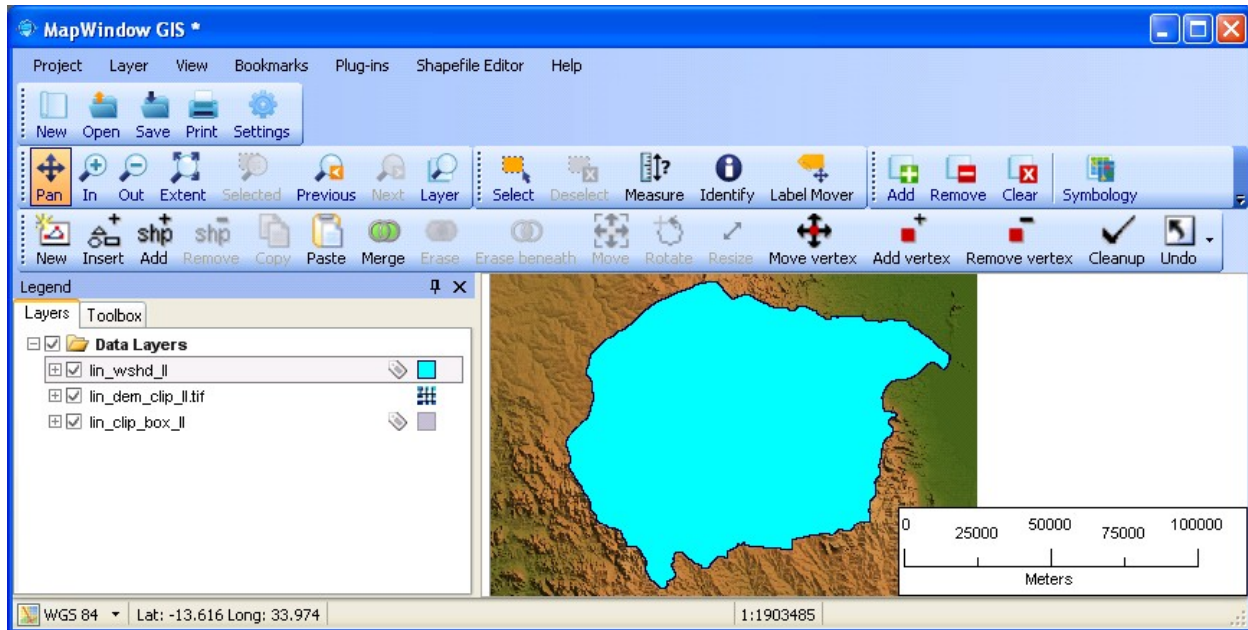 MapWindow GIS *
Project Layer View Bookmarks Plug-ins Shapefile Editor Help
New Open Save Print Settings
Pan In Out Extent Selected Previous Next Layer Select Deselect Measure Identify Label Mover Add Remove Clear Symbology
shp shp
New Insert Add Remove Copy Paste Merge Erase Erase beneath Move Rotate Resize Move vertex Add vertex Remove vertex Cleanup Undo
Legend
Layers Toolbox
Data Layers
lin_wshd_ll
lin_dem_clip_ll.tif
lin_clip_box_ll
0 25000 50000 75000 100000
Meters
WGS 84 Lat: -13.616 Long: 33.974 1:1903485